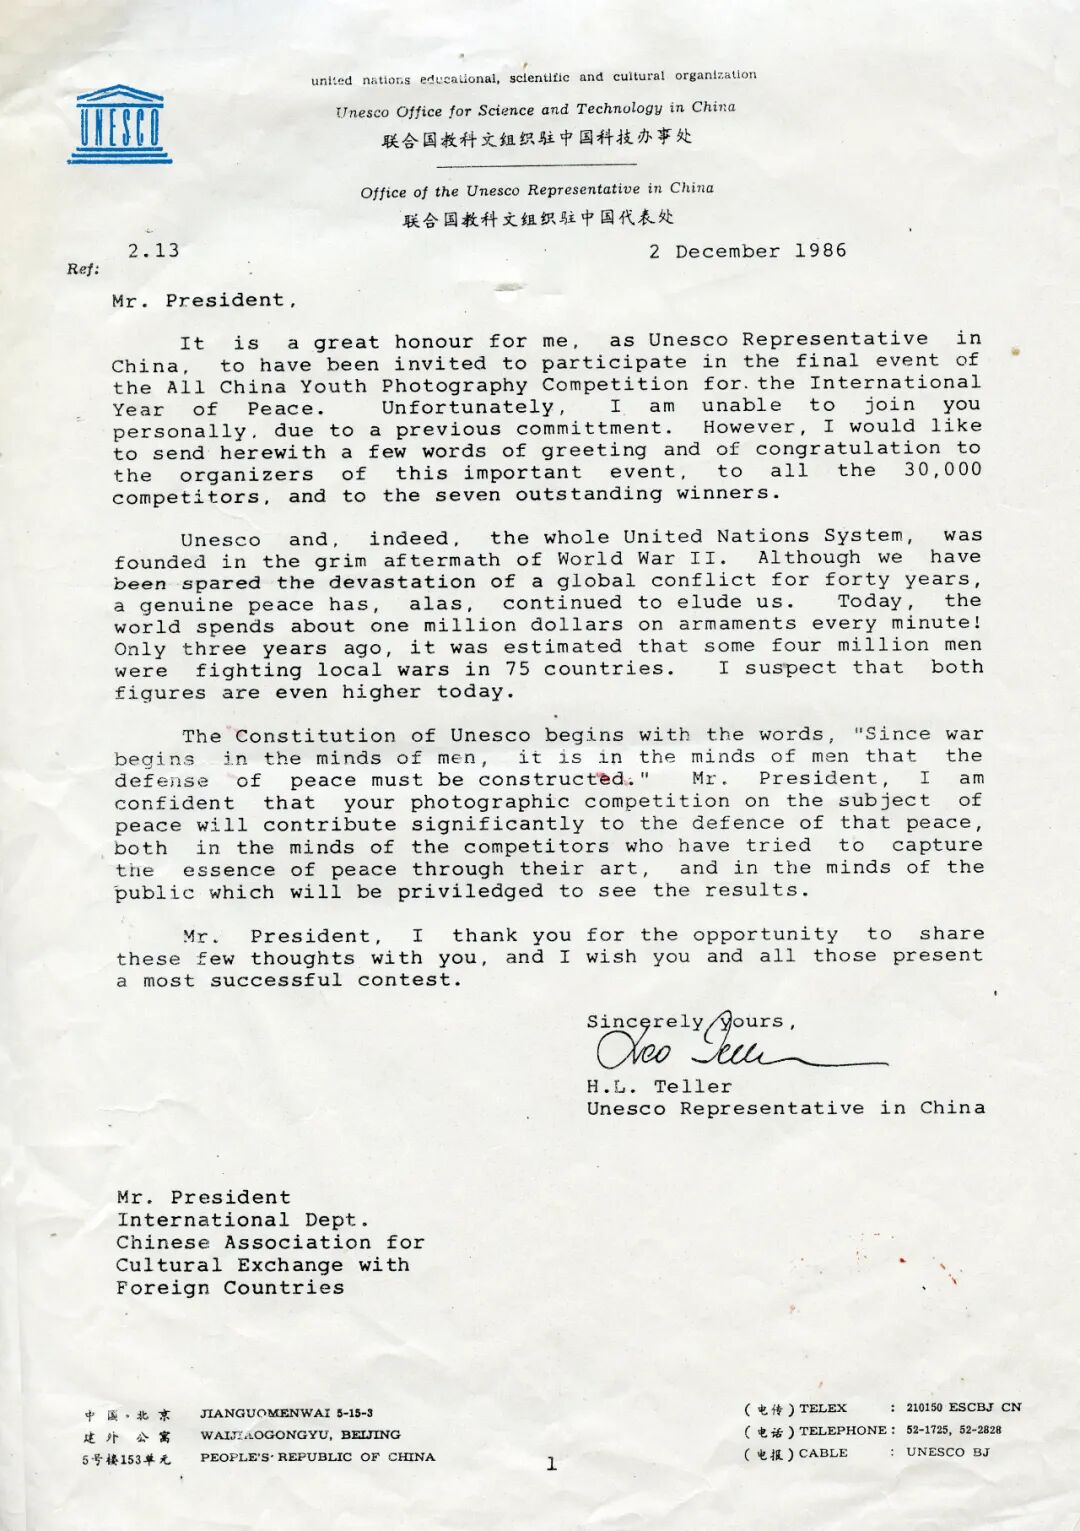 UNESCO
united nations educational, scientific and cultural organization
Unesco Office for Science and Technology in China
联合国教科文组织驻中国科技办事处
Office of the Unesco Representative in China
联合国教科文组织驻中国代表处
2.13
2 December 1986
Ref:
Mr. President,
It is a great honour for me, as Unesco Representative in
China, to have been invited to participate in the final event of
the All China Youth Photography Competition for the International
Year of Peace. Unfortunately, I am unable to join you
personally, due to a previous committment. However, I would like
to send herewith a few words of greeting and of congratulation to
the organizers of this important event, to all the 30,000
competitors, and to the seven outstanding winners.
Unesco and, indeed, the whole United Nations System, was
founded in the grim aftermath of World War II. Although we have
been spared the devastation of a global conflict for forty years,
a genuine peace has, alas, continued to elude us. Today, the
world spends about one million dollars on armaments every minute!
Only three years ago, it was estimated that some four million men
were fighting local wars in 75 countries. I suspect that both
figures are even higher today.
The Constitution of Unesco begins with the words, "Since war
begins in the minds of men, it is in the minds of men that the
defense of peace must be constructed." Mr. President, I am
confident that your photographic competition on the subject of
peace will contribute significantly to the defence of that peace,
both in the minds of the competitors who have tried to capture
the essence of peace through their art, and in the minds of the
public which will be priviledged to see the results.
Mr. President, I thank you for the opportunity to share
these few thoughts with you, and I wish you and all those present
a most successful contest.
Sincerely yours,
Leo Teller
H.L. Teller
Unesco Representative in China
Mr. President
International Dept.
Chinese Association for
Cultural Exchange with
Foreign Countries
中国·北京 JIANGUOMENWAI 5-15-3
建外公寓 WAIJIAOGONGYU, BEIJING
5号楼153单元 PEOPLE'S REPUBLIC OF CHINA
(电传) TELEX : 210150 ESCBJ CN
(电话) TELEPHONE : 52-1725, 52-2828
(电报) CABLE : UNESCO BJ
1